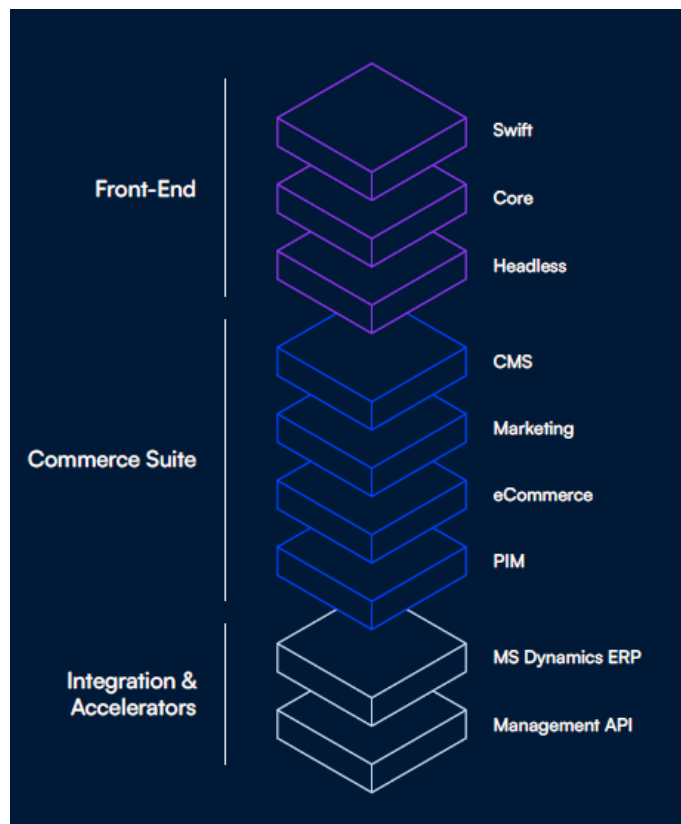 Front-End
Swift
Core
Headless
Commerce Suite
CMS
Marketing
eCommerce
PIM
Integration &
Accelerators
MS Dynamics ERP
Management API